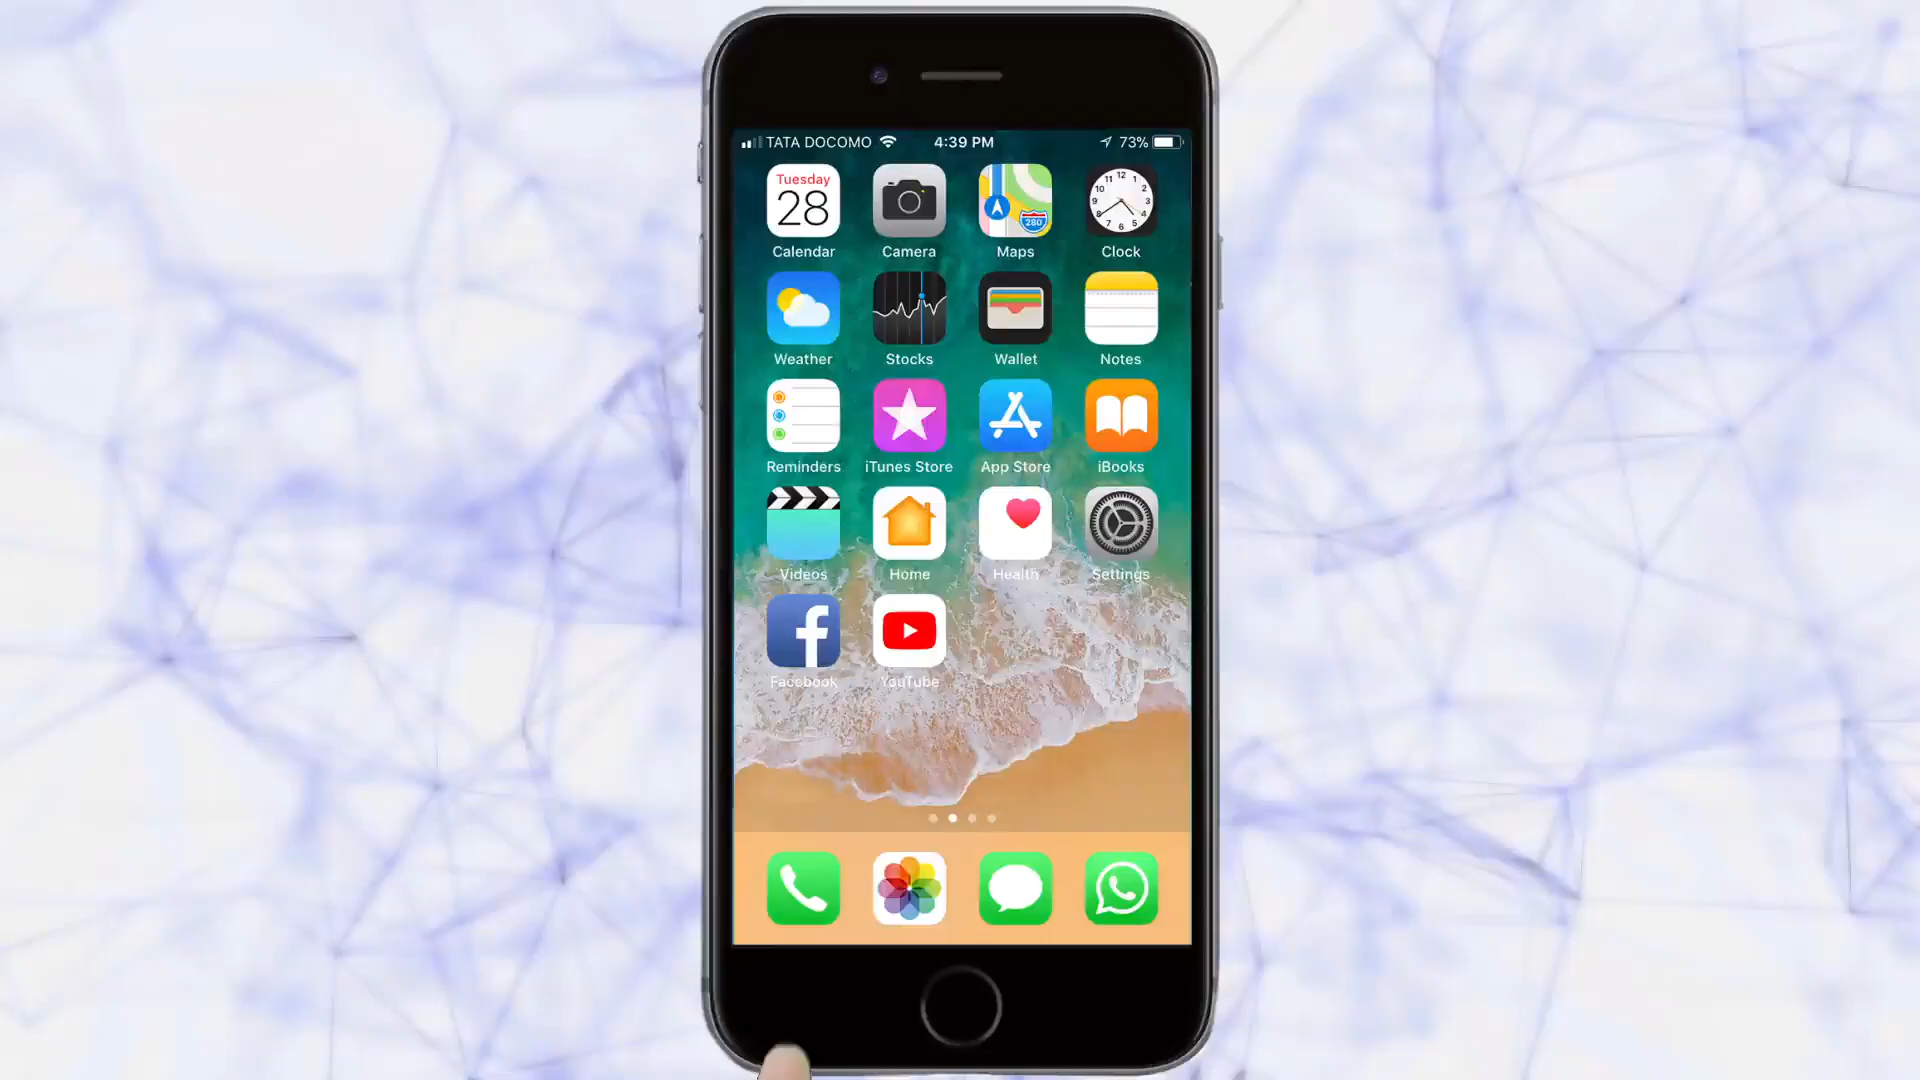 TATA DOCOMO 4:39 PM 73%
Tuesday
28
280
Calendar Camera Maps Clock
Weather Stocks Wallet Notes
Reminders iTunes Store App Store iBooks
Videos Home Health Settings
Facebook YouTube